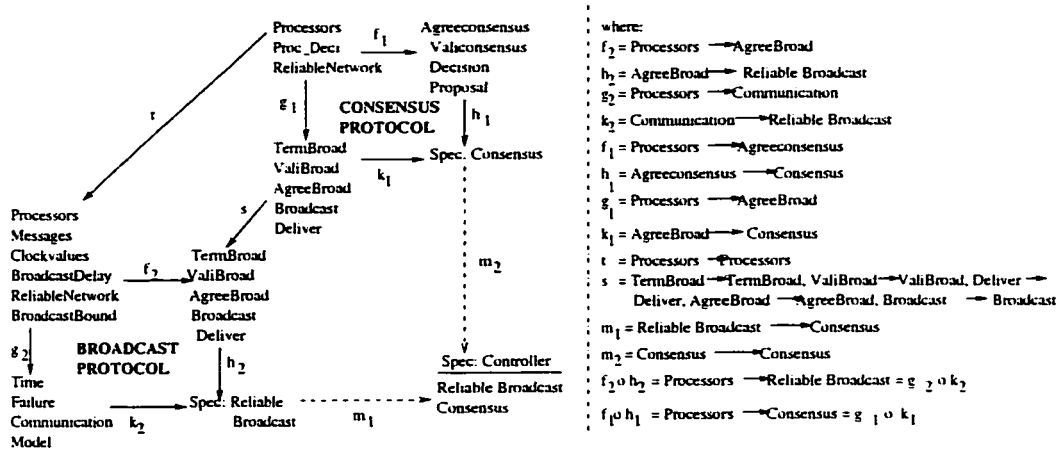 Processors
Proc_Deci
ReliableNetwork
f1
Agreeconsensus
Valiconsensus
Decision
Proposal
g1
CONSENSUS
PROTOCOL
h1
t
TermBroad
ValiBroad
AgreeBroad
Broadcast
Deliver
k1
Spec. Consensus
s
m2
Processors
Messages
Clockvalues
BroadcastDelay
ReliableNetwork
BroadcastBound
f2
TermBroad
ValiBroad
AgreeBroad
Broadcast
Deliver
g2
BROADCAST
PROTOCOL
h2
Time
Failure
Communication
Model
k2
Spec: Reliable
Broadcast
m1
Spec: Controller
Reliable Broadcast
Consensus
where:
f2 = Processors → AgreeBroad
h2 = AgreeBroad → Reliable Broadcast
g2 = Processors → Communication
k2 = Communication → Reliable Broadcast
f1 = Processors → Agreeconsensus
h1 = Agreeconsensus → Consensus
g1 = Processors → AgreeBroad
k1 = AgreeBroad → Consensus
t = Processors → Processors
s = TermBroad → TermBroad, ValiBroad → ValiBroad, Deliver →
Deliver, AgreeBroad → AgreeBroad, Broadcast → Broadcast
m1 = Reliable Broadcast → Consensus
m2 = Consensus → Consensus
f2 o h2 = Processors → Reliable Broadcast = g 2 o k2
f1 o h1 = Processors → Consensus = g 1 o k1